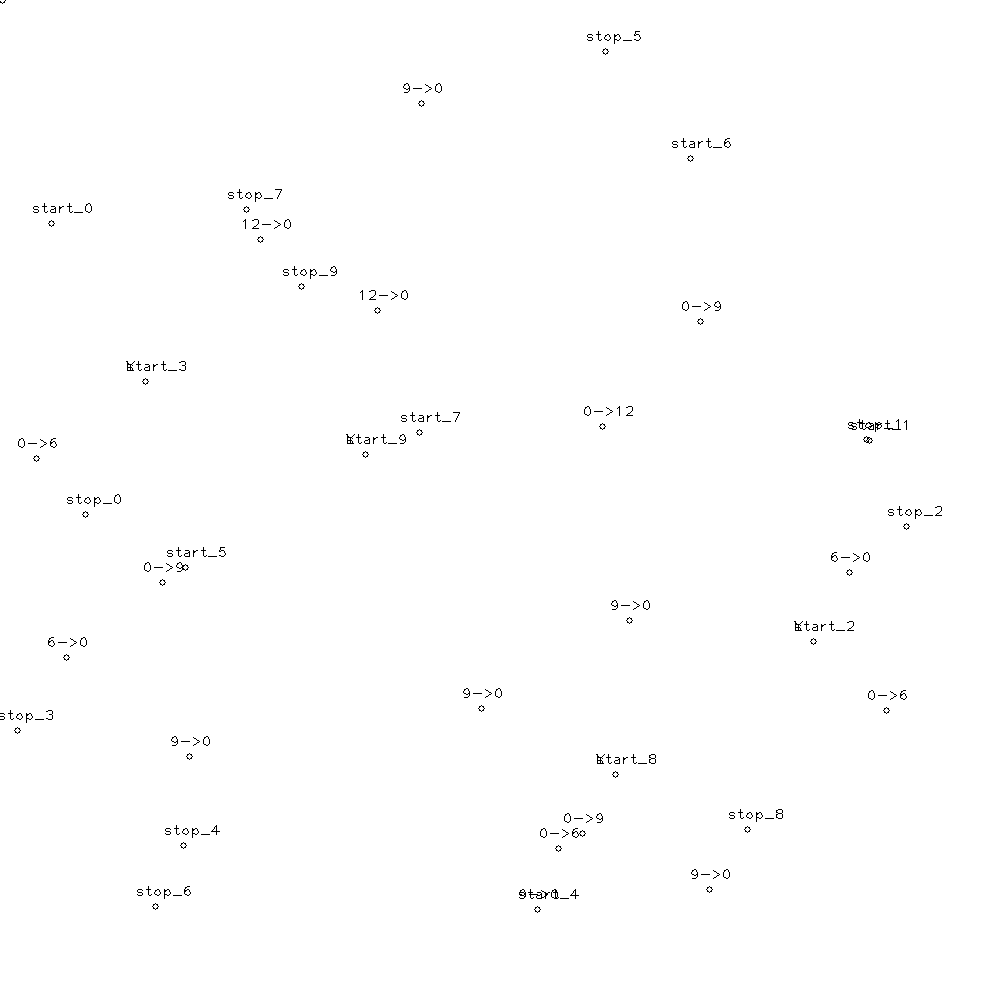 stop_5
9->0
start_6
stop_7
start_0
12->0
stop_9
12->0
0->9
start_3
0->12
start_7
start_9
0->6
stop_0
stop_2
start_5
6->0
0->9
9->0
start_2
6->0
9->0
0->6
stop_3
9->0
start_8
stop_8
0->9
stop_4
0->6
9->0
stop_6
start_4